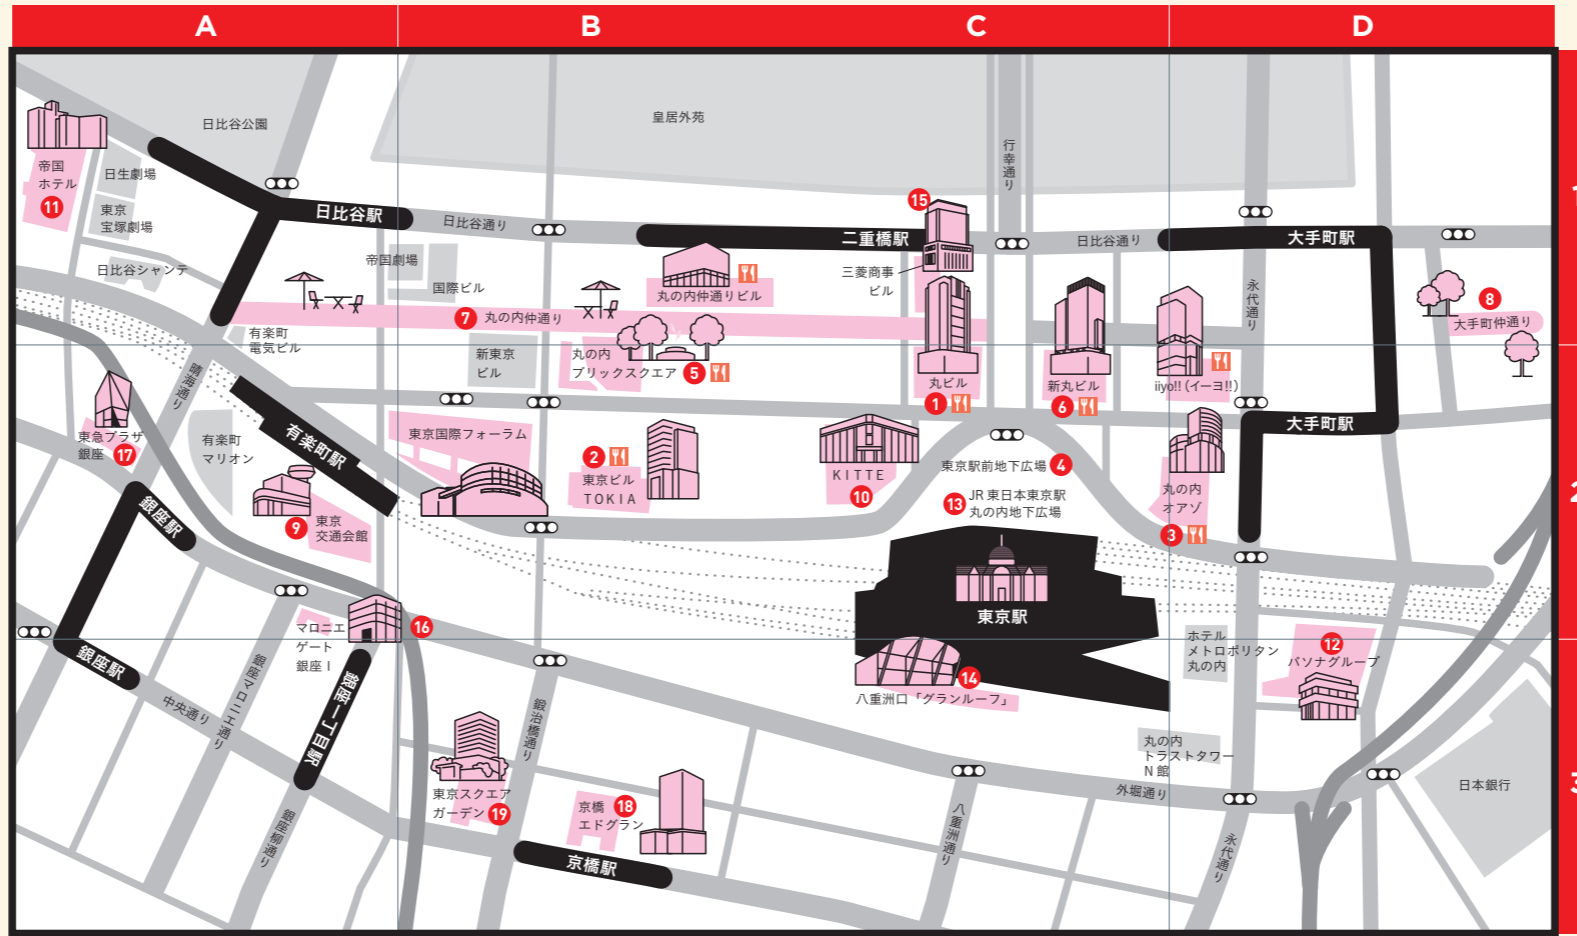 A
B
C
D
1
2
3
日比谷公園
皇居外苑
行幸通り
帝国
ホテル
11
日生劇場
東京
宝塚劇場
日比谷シャンテ
日比谷駅
日比谷通り
帝国劇場
国際ビル
二重橋駅
15
三菱商事
ビル
日比谷通り
大手町駅
永代通り
8
大手町仲通り
丸の内仲通りビル
7
丸の内仲通り
有楽町
電気ビル
新東京
ビル
丸の内
ブリックスクエア
5
丸ビル
1
新丸ビル
6
iiyo!!(イーヨ!!)
大手町駅
晴海通り
東急プラザ
銀座
17
有楽町
マリオン
有楽町駅
東京国際フォーラム
2
東京ビル
TOKIA
KITTE
10
東京駅前地下広場
4
13
JR東日本東京駅
丸の内地下広場
丸の内
オアゾ
3
銀座駅
9
東京
交通会館
東京駅
マロニエ
ゲート
銀座 I
16
銀座駅
中央通り
銀座マロニエ通り
銀座一丁目駅
銀座柳通り
鍛治橋通り
14
八重洲口「グランルーフ」
ホテル
メトロポリタン
丸の内
12
パソナグループ
丸の内
トラストタワー
N館
外堀通り
日本銀行
東京スクエア
ガーデン
19
京橋
エドグラン
18
京橋駅
八重洲通り
永代通り